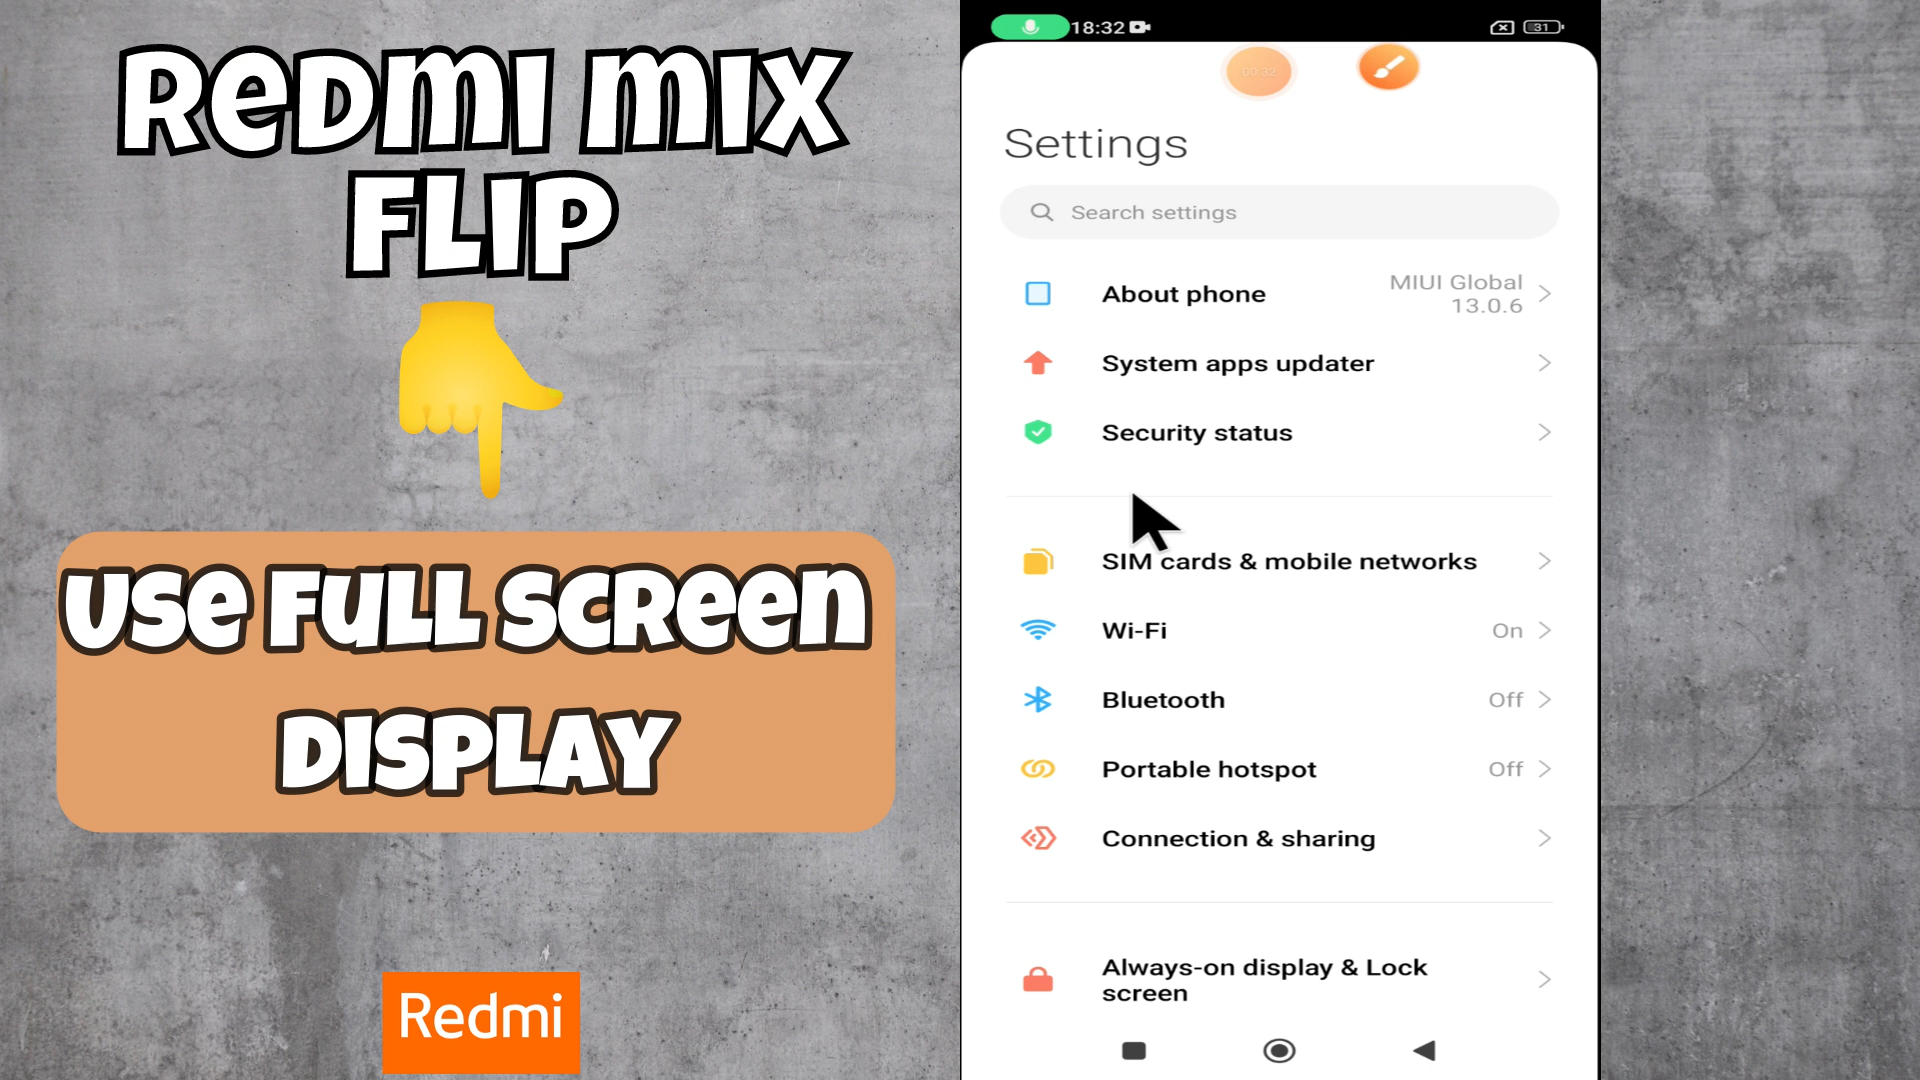 Redmi mix
FLIP
USE FULL SCREEN
DISPLAY
Redmi
18:32
31
00:32
Settings
Search settings
About phone
MIUI Global
13.0.6
System apps updater
Security status
SIM cards & mobile networks
Wi-Fi
On
Bluetooth
Off
Portable hotspot
Off
Connection & sharing
Always-on display & Lock
screen